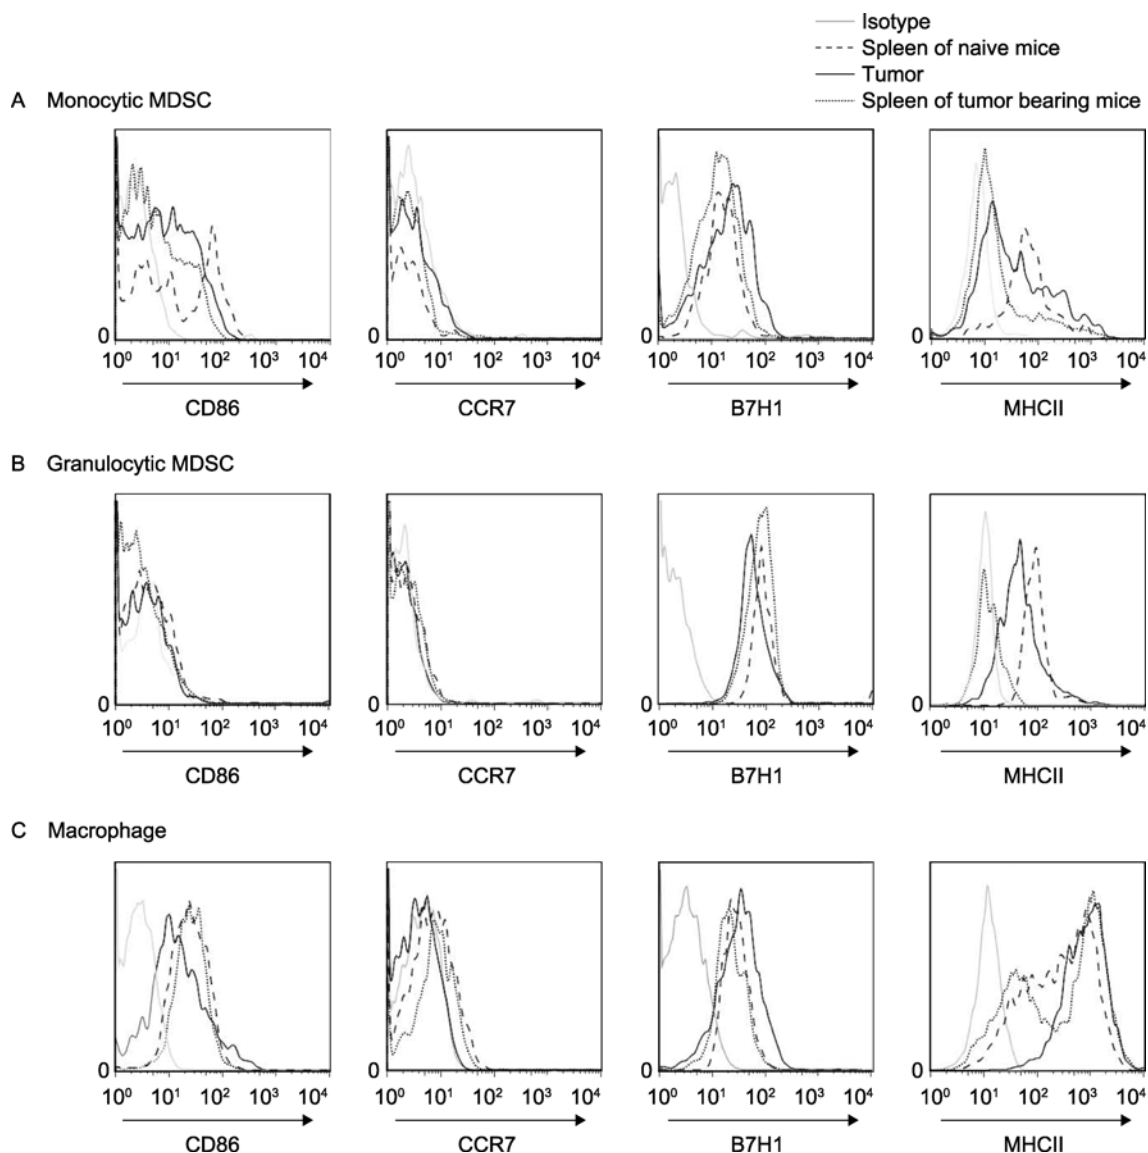 Isotype
Spleen of naive mice
Tumor
Spleen of tumor bearing mice
A Monocytic MDSC
0 0 0 0
10⁰ 10¹ 10² 10³ 10⁴ 10⁰ 10¹ 10² 10³ 10⁴ 10⁰ 10¹ 10² 10³ 10⁴ 10⁰ 10¹ 10² 10³ 10⁴
CD86 CCR7 B7H1 MHCII
B Granulocytic MDSC
0 0 0 0
10⁰ 10¹ 10² 10³ 10⁴ 10⁰ 10¹ 10² 10³ 10⁴ 10⁰ 10¹ 10² 10³ 10⁴ 10⁰ 10¹ 10² 10³ 10⁴
CD86 CCR7 B7H1 MHCII
C Macrophage
0 0 0 0
10⁰ 10¹ 10² 10³ 10⁴ 10⁰ 10¹ 10² 10³ 10⁴ 10⁰ 10¹ 10² 10³ 10⁴ 10⁰ 10¹ 10² 10³ 10⁴
CD86 CCR7 B7H1 MHCII